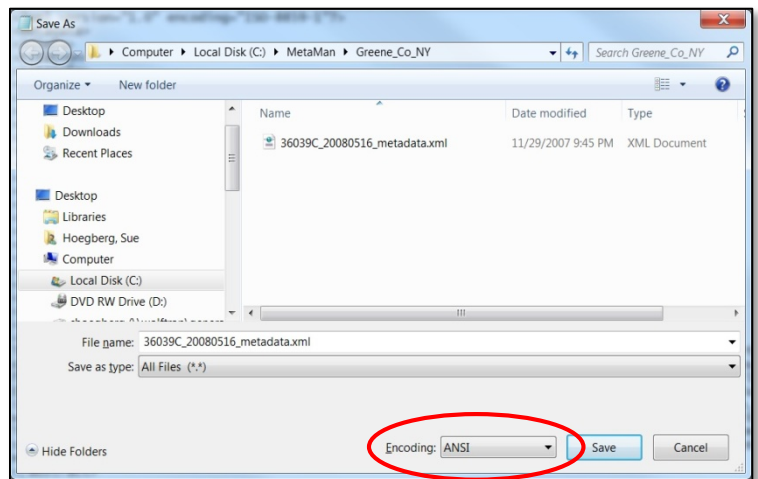 Save As
Computer ▸ Local Disk (C:) ▸ MetaMan ▸ Greene_Co_NY
Search Greene_Co_NY
Organize
New folder
Desktop
Downloads
Recent Places
Desktop
Libraries
Hoegberg, Sue
Computer
Local Disk (C:)
DVD RW Drive (D:)
Name
Date modified
Type
36039C_20080516_metadata.xml
11/29/2007 9:45 PM
XML Document
File name: 36039C_20080516_metadata.xml
Save as type: All Files (*.*)
Hide Folders
Encoding: ANSI
Save
Cancel